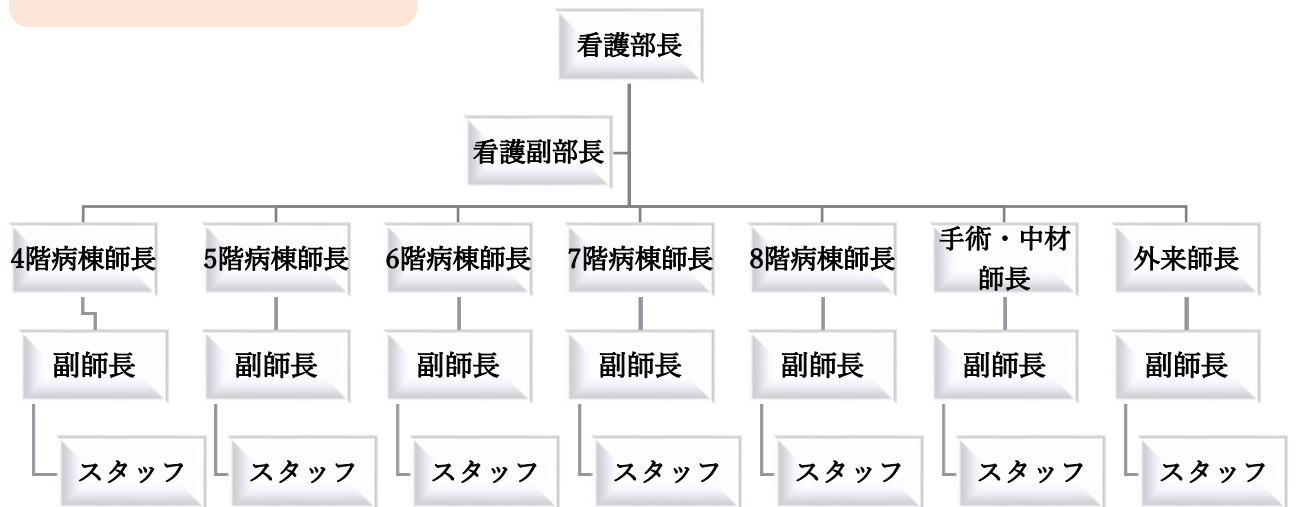 看護部長
看護副部長
4階病棟師長
5階病棟師長
6階病棟師長
7階病棟師長
8階病棟師長
手術・中材
師長
外来師長
副師長
副師長
副師長
副師長
副師長
副師長
副師長
スタッフ
スタッフ
スタッフ
スタッフ
スタッフ
スタッフ
スタッフ